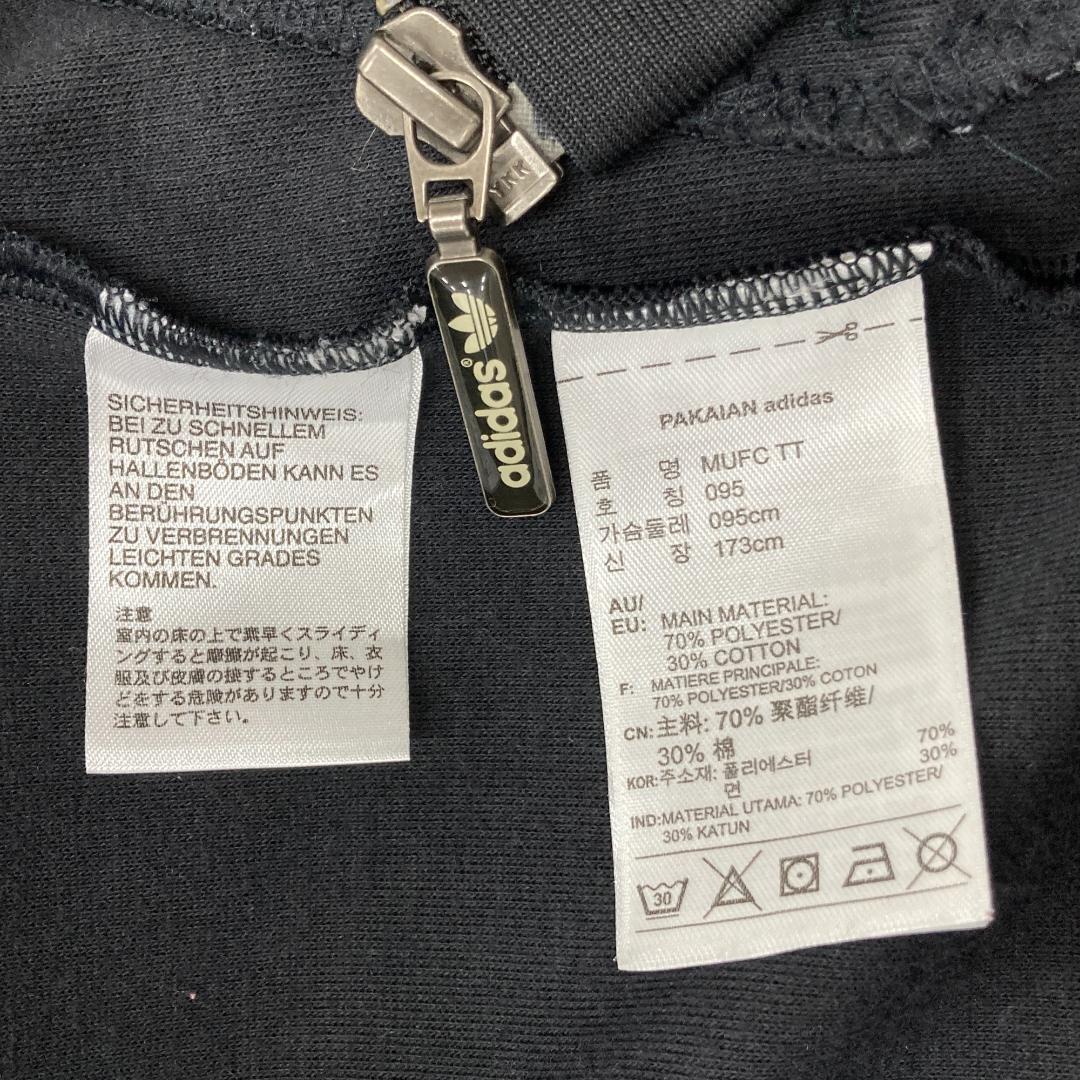 YKK
adidas®
SICHERHEITSHINWEIS:
BEI ZU SCHNELLEM
RUTSCHEN AUF
HALLENBÖDEN KANN ES
AN DEN
BERÜHRUNGSPUNKTEN
ZU VERBRENNUNGEN
LEICHTEN GRADES
KOMMEN.
注意
室内の床の上で素早くスライディ
ングすると摩擦が起こり、床、衣
服及び皮膚の接するところでやけ
どをする危険がありますので十分
注意して下さい。
PAKAIAN adidas
품 명 MUFC TT
호 칭 095
가슴둘레 095cm
신 장 173cm
AU/
EU: MAIN MATERIAL:
70% POLYESTER/
30% COTTON
F: MATIERE PRINCIPALE:
70% POLYESTER/30% COTON
CN: 主料: 70% 聚酯纤维/
30% 棉
KOR: 주소재: 폴리에스터 70%
면 30%
IND: MATERIAL UTAMA: 70% POLYESTER/
30% KATUN
30